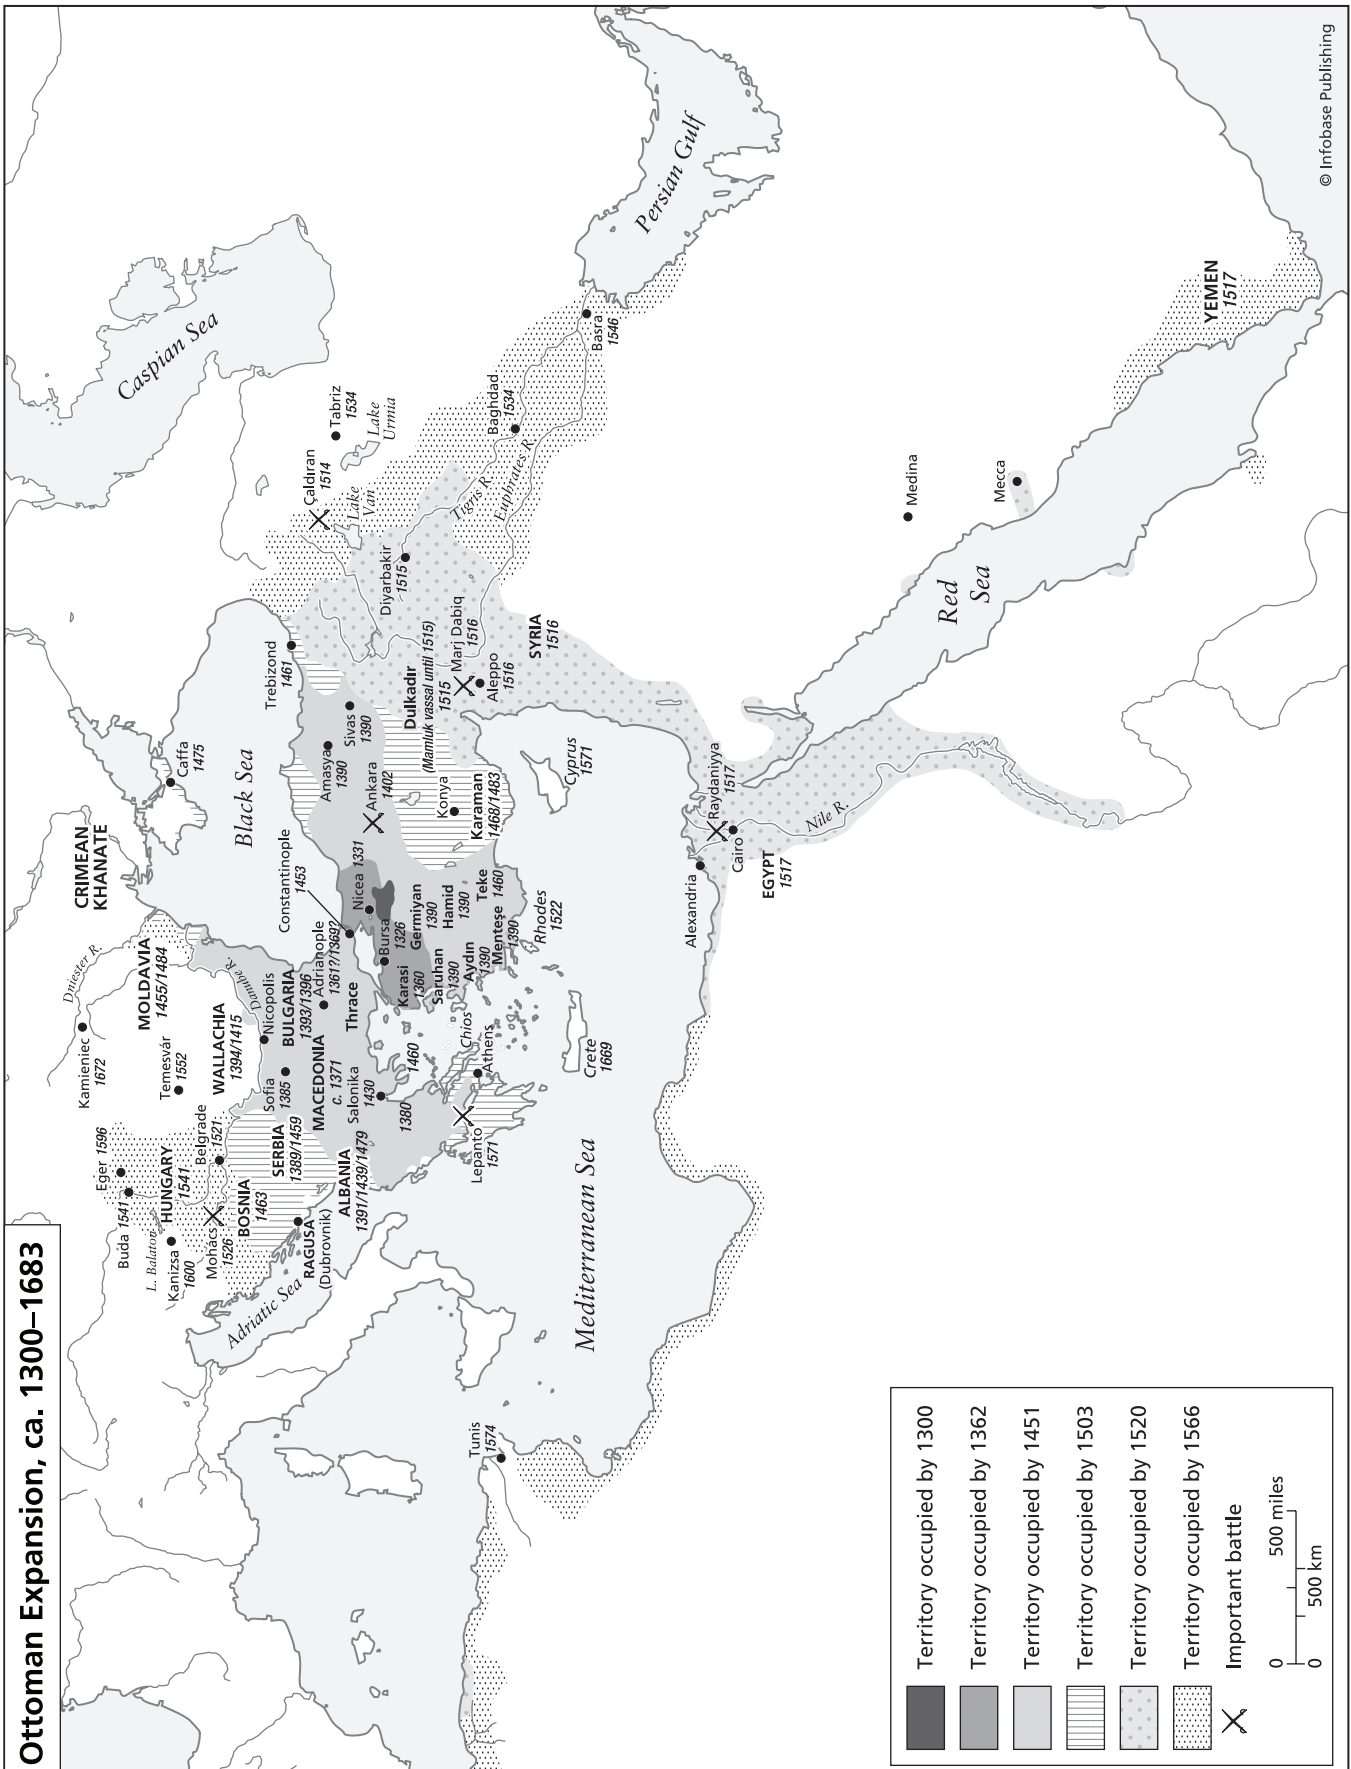 Ottoman Expansion, ca. 1300–1683
Caspian Sea
Persian Gulf
Black Sea
Mediterranean Sea
Adriatic Sea
Red
Sea
CRIMEAN
KHANATE
Caffa
1475
Dniester R.
Kamieniec
1672
MOLDAVIA
1455/1484
Temesvár
1552
WALLACHIA
1394/1415
Danube R.
Nicopolis
BULGARIA
1393/1396
Adrianople
1361?/1369?
Constantinople
1453
Thrace
Sofia
1385
MACEDONIA
c. 1371
Salonika
1430
1380
1460
Eger 1596
Buda 1541
HUNGARY
1541
L. Balaton
Kanizsa
1600
Mohács
1526
Belgrade
1521
SERBIA
1389/1459
BOSNIA
1463
RAGUSA
(Dubrovnik)
ALBANIA
1391/1439/1479
Lepanto
1571
Athens
Chios
Crete
1669
Rhodes
1522
Cyprus
1571
Nicea 1331
Bursa
1326
Karasi
1360
Saruhan
1390
Aydın
1390
Menteşe
1390
Germiyan
1390
Hamid
1390
Teke
1460
Ankara
1402
Amasya
1390
Sivas
1390
Trebizond
1461
Konya
Karaman
1468/1483
Dulkadır
(Mamluk vassal until 1515)
1515
Marj Dabiq
1516
Aleppo
1516
SYRIA
1516
Diyarbakir
1515
Çaldıran
1514
Lake
Van
Tabriz
1534
Lake
Urmia
Tigris R.
Euphrates R.
Baghdad
1534
Basra
1546
Medina
Mecca
YEMEN
1517
Alexandria
Raydaniyya
1517
Cairo
EGYPT
1517
Nile R.
Tunis
1574
Territory occupied by 1300
Territory occupied by 1362
Territory occupied by 1451
Territory occupied by 1503
Territory occupied by 1520
Territory occupied by 1566
Important battle
0 500 miles
0 500 km
© Infobase Publishing